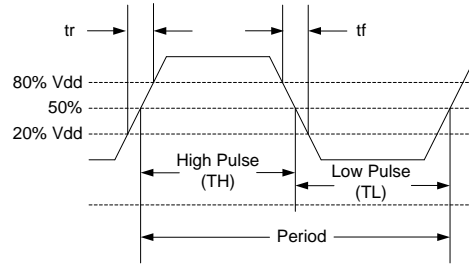 tr
tf
80% Vdd
50%
20% Vdd
High Pulse
(TH)
Low Pulse
(TL)
Period